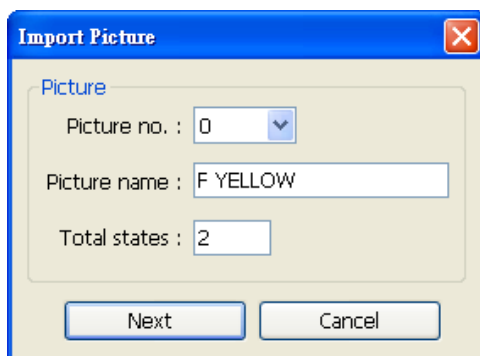 Import Picture
Picture
Picture no. : 0
Picture name : F YELLOW
Total states : 2
Next Cancel